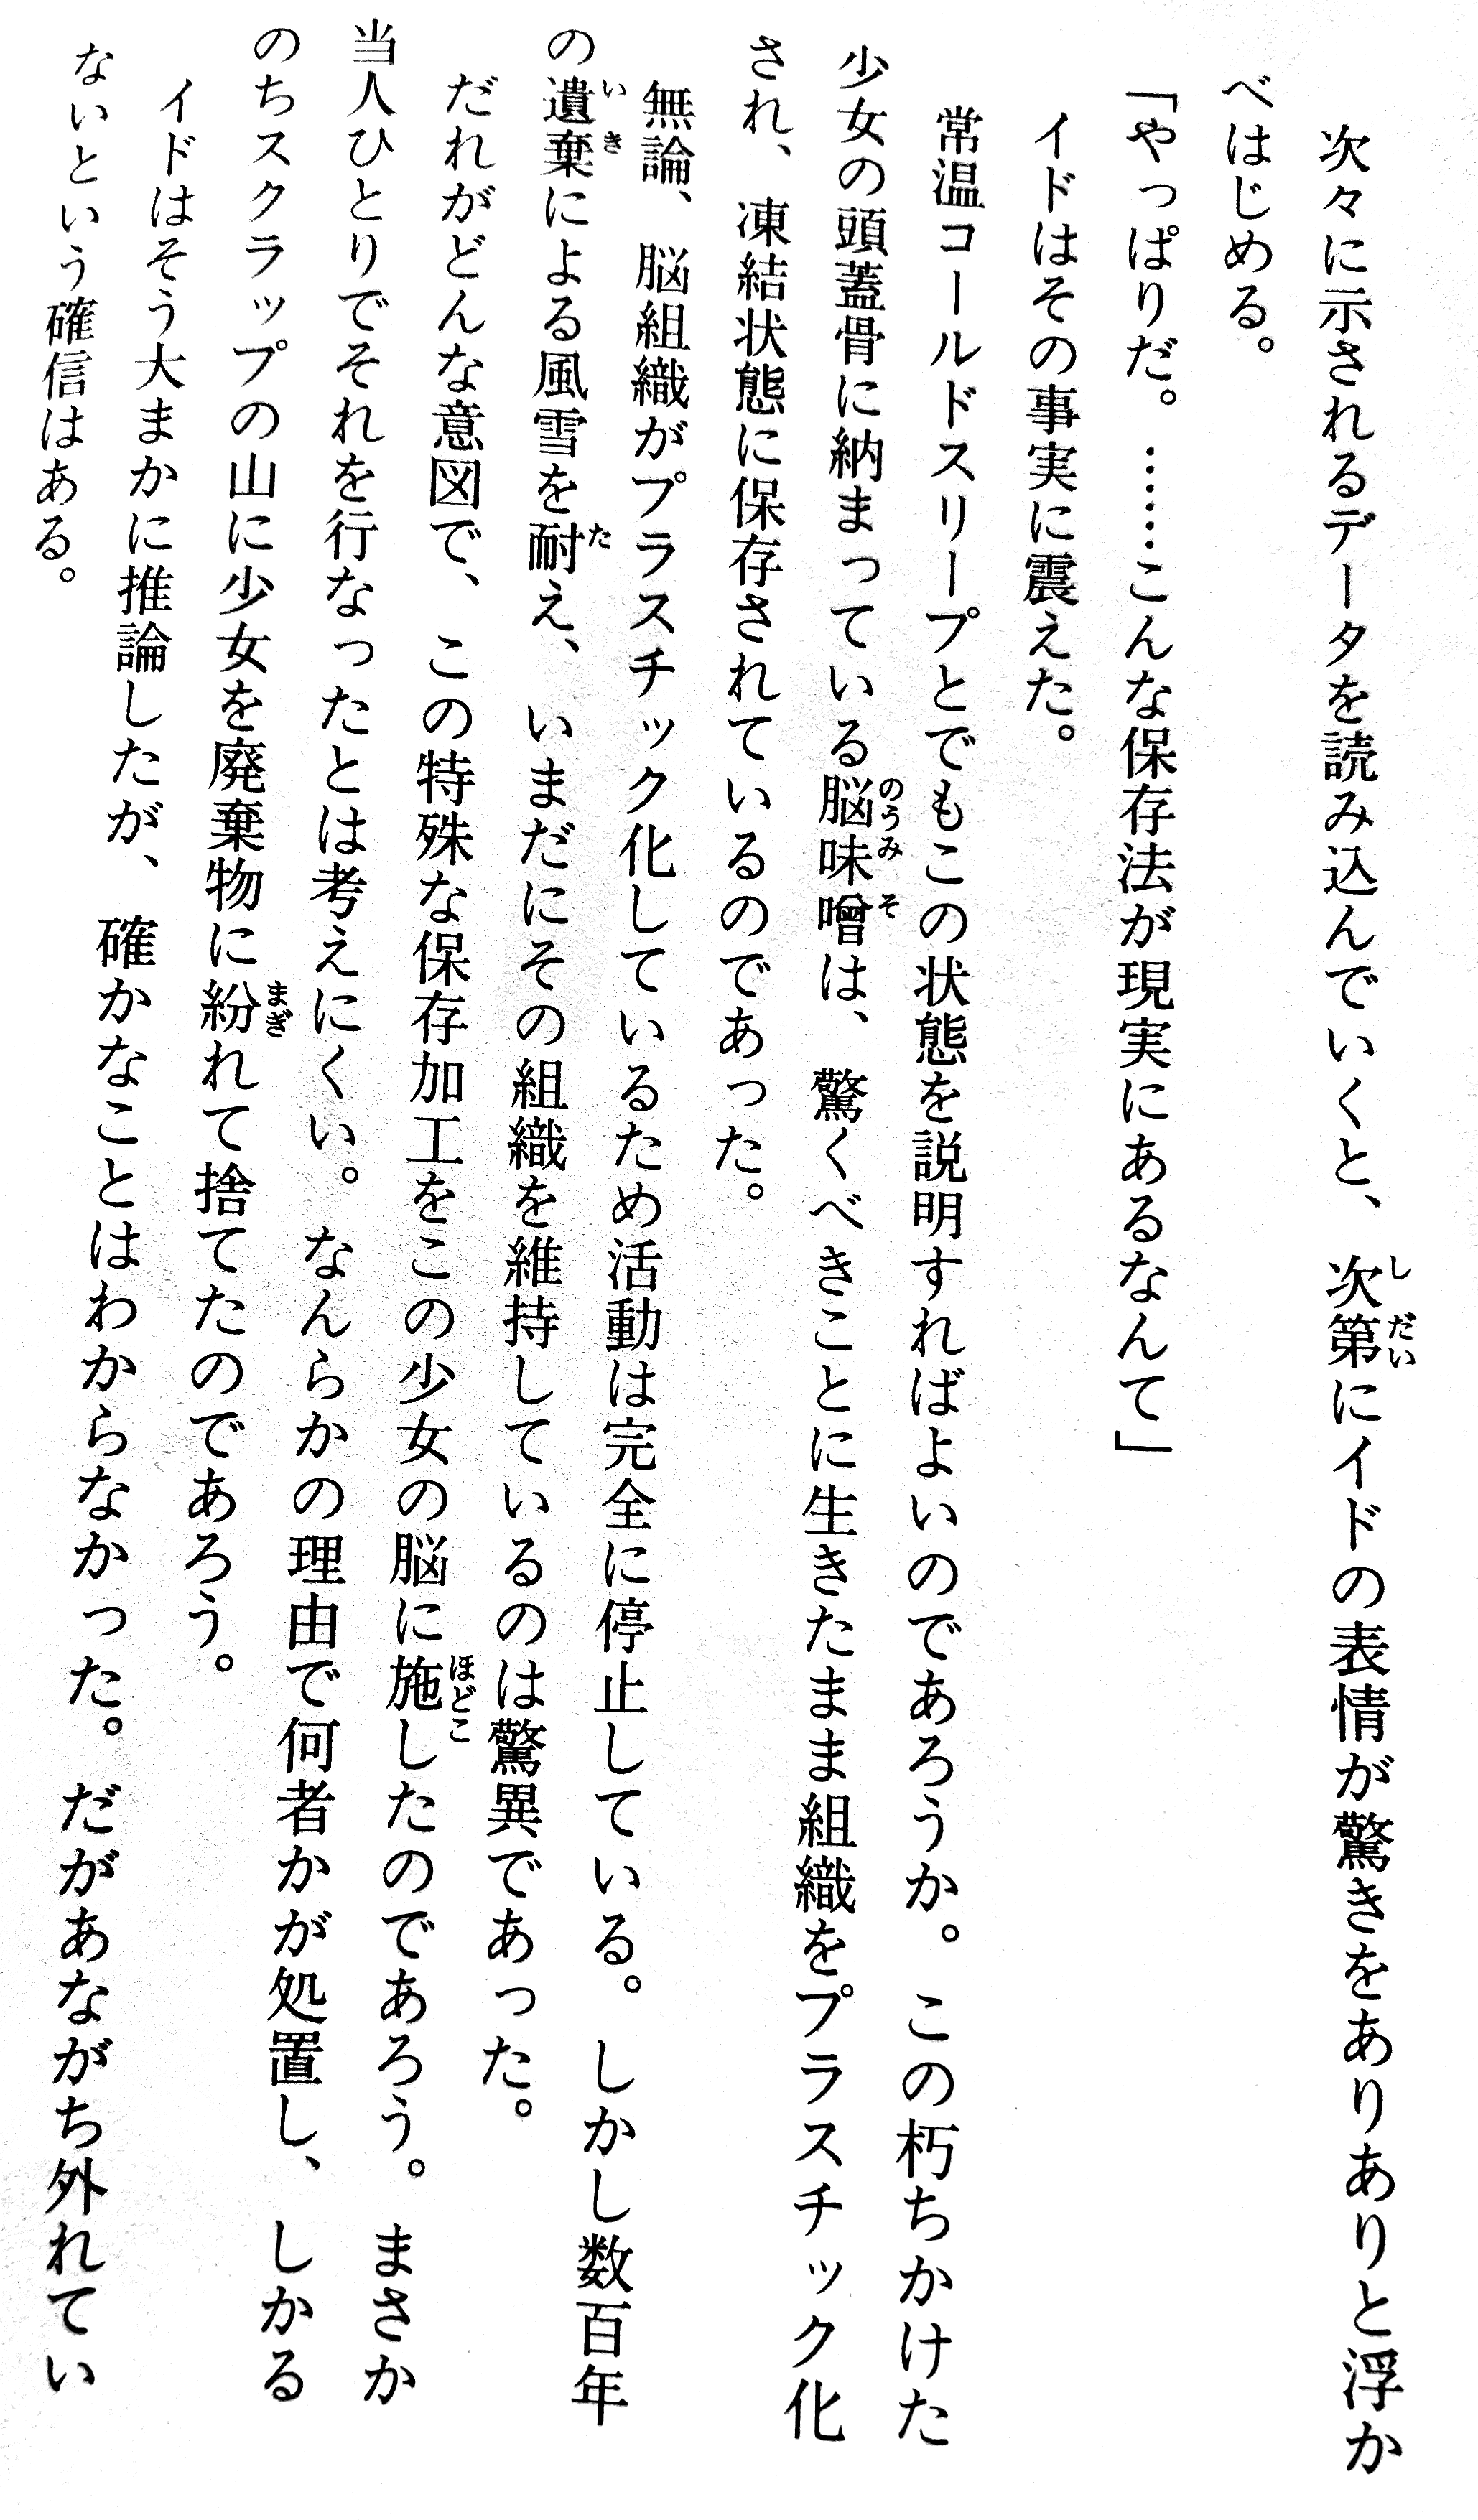 次々に示されるデータを読み込んでいくと、次第にイドの表情が驚きをありありと浮か
べはじめる。
「やっぱりだ。……こんな保存法が現実にあるなんて」
イドはその事実に震えた。
常温コールドスリープとでもこの状態を説明すればよいのであろうか。この朽ちかけた
少女の頭蓋骨に納まっている脳味噌は、驚くべきことに生きたまま組織をプラスチック化
され、凍結状態に保存されているのであった。
無論、脳組織がプラスチック化しているため活動は完全に停止している。しかし数百年
の遺棄による風雪を耐え、いまだにその組織を維持しているのは驚異であった。
だれがどんな意図で、この特殊な保存加工をこの少女の脳に施したのであろう。まさか
当人ひとりでそれを行なったとは考えにくい。なんらかの理由で何者かが処置し、しかる
のちスクラップの山に少女を廃棄物に紛れて捨てたのであろう。
イドはそう大まかに推論したが、確かなことはわからなかった。だがあながち外れてい
ないという確信はある。